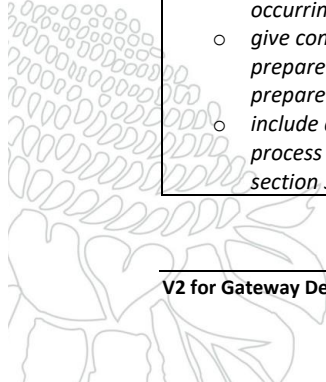 occurrin
o give con
prepare
prepare
o include
process
section
V2 for Gateway De